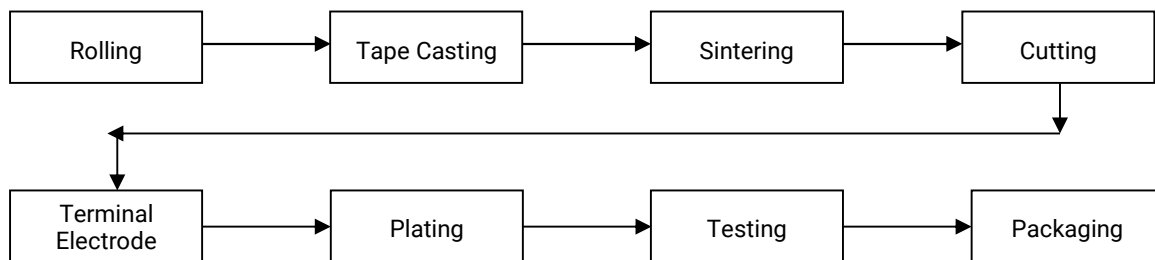 Rolling
Tape Casting
Sintering
Cutting
Terminal
Electrode
Plating
Testing
Packaging